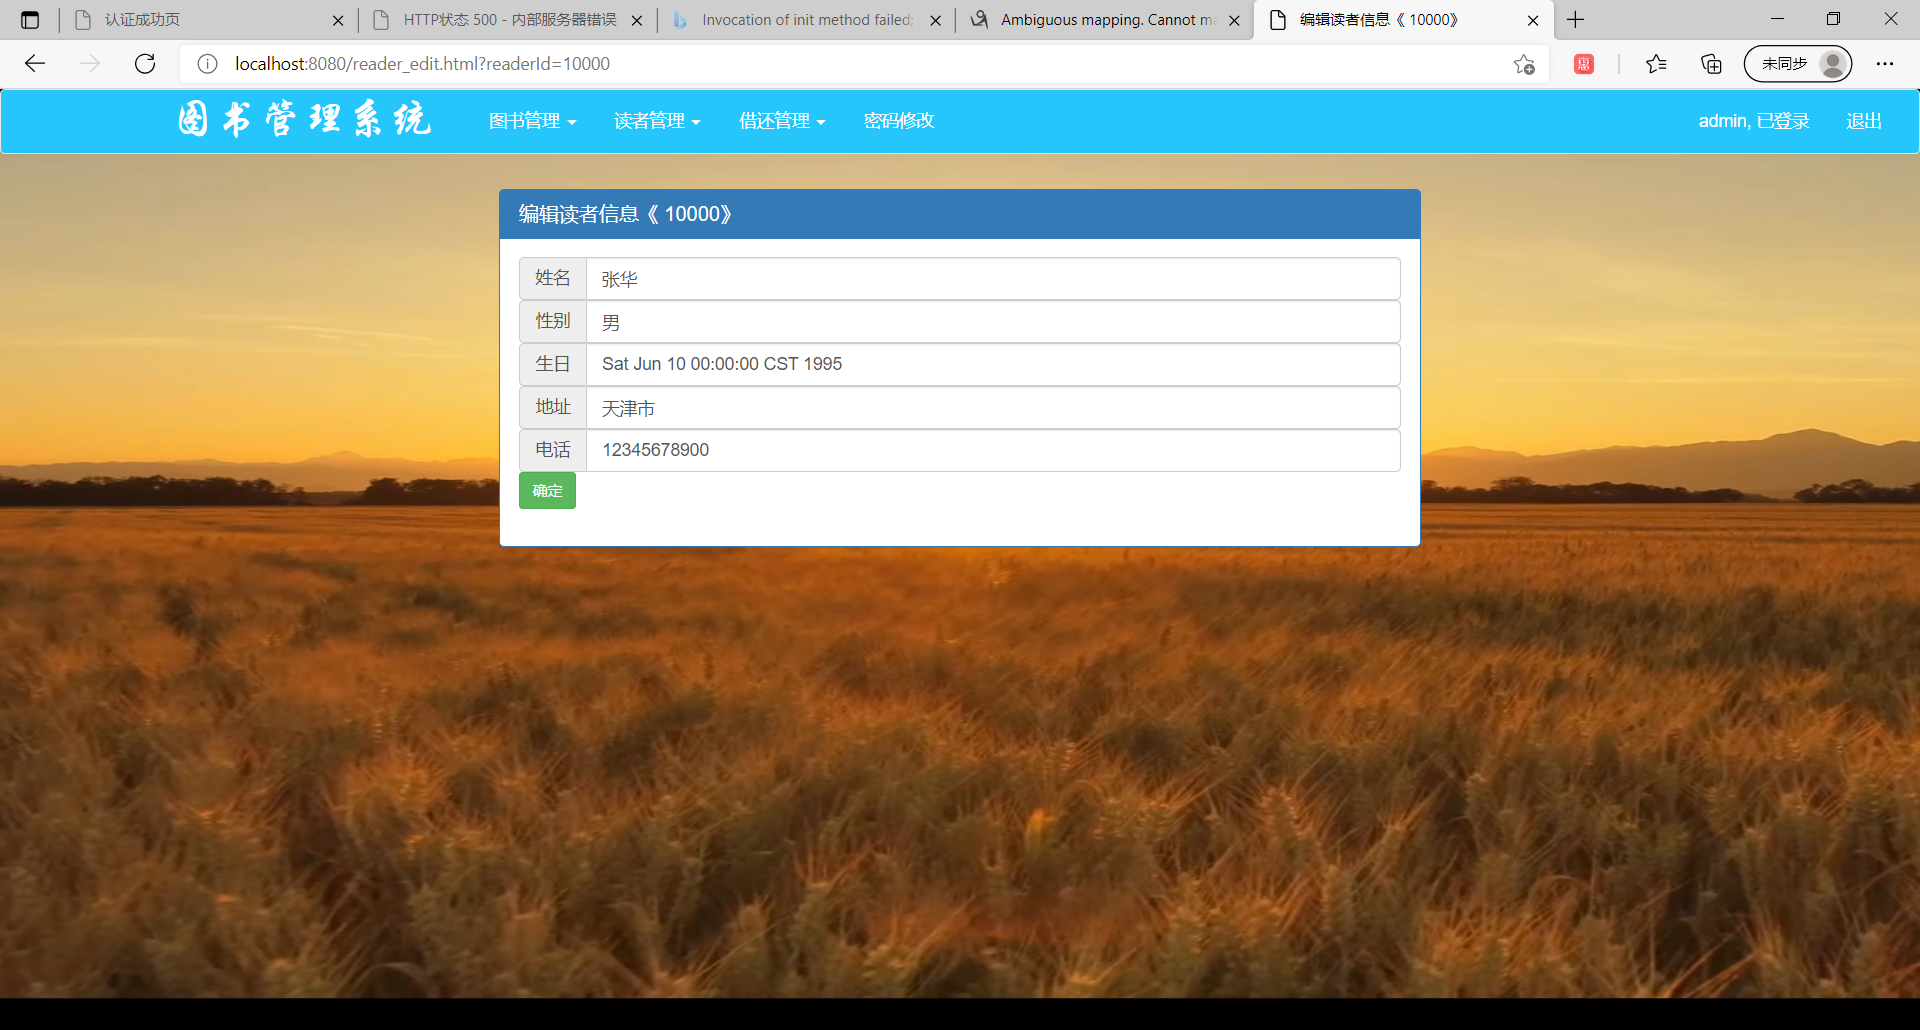 认证成功页
HTTP状态 500 - 内部服务器错误
Invocation of init method failed;
Ambiguous mapping. Cannot ma
编辑读者信息《 10000》
localhost:8080/reader_edit.html?readerId=10000
惠
未同步
图书管理系统
图书管理
读者管理
借还管理
密码修改
admin, 已登录
退出
编辑读者信息《 10000》
姓名 张华
性别 男
生日 Sat Jun 10 00:00:00 CST 1995
地址 天津市
电话 12345678900
确定